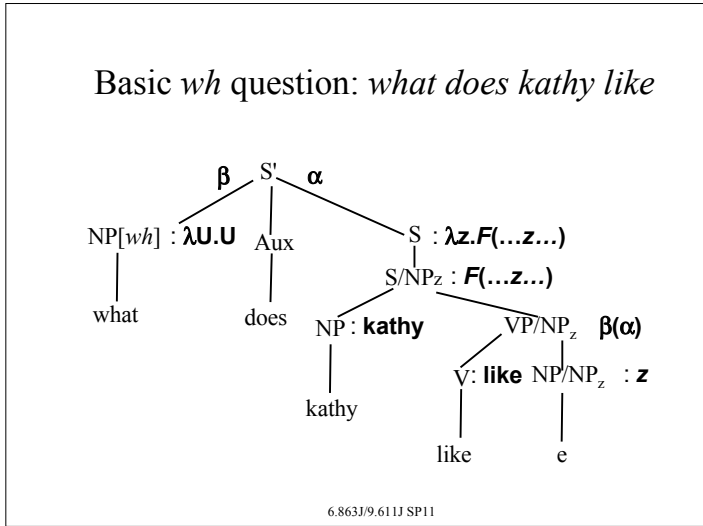 Basic wh question: what does kathy like
β S' α
NP[wh] : λU.U Aux S : λz.F(…z…)
S/NPz : F(…z…)
what does NP : kathy VP/NPz β(α)
V: like NP/NPz : z
kathy
like e
6.863J/9.611J SP11